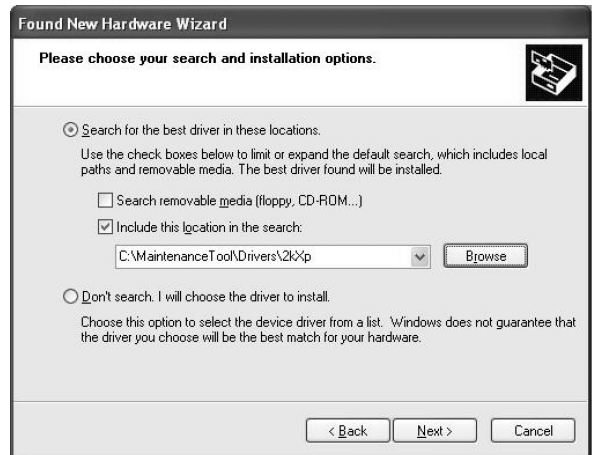 Found New Hardware Wizard
Please choose your search and installation options.
Search for the best driver in these locations.
Use the check boxes below to limit or expand the default search, which includes local
paths and removable media. The best driver found will be installed.
Search removable media (floppy, CD-ROM...)
Include this location in the search:
C:\MaintenanceTool\Drivers\2kXp
Browse
Don't search. I will choose the driver to install.
Choose this option to select the device driver from a list. Windows does not guarantee that
the driver you choose will be the best match for your hardware.
< Back
Next >
Cancel